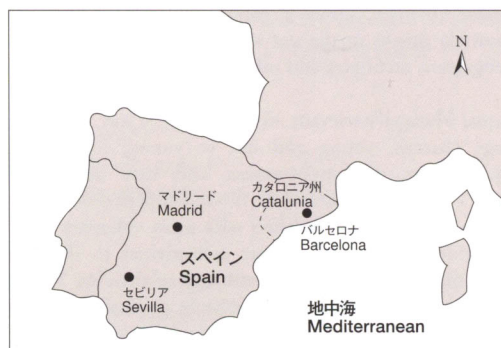 N
マドリード
Madrid
カタロニア州
Catalunia
バルセロナ
Barcelona
スペイン
Spain
セビリア
Sevilla
地中海
Mediterranean